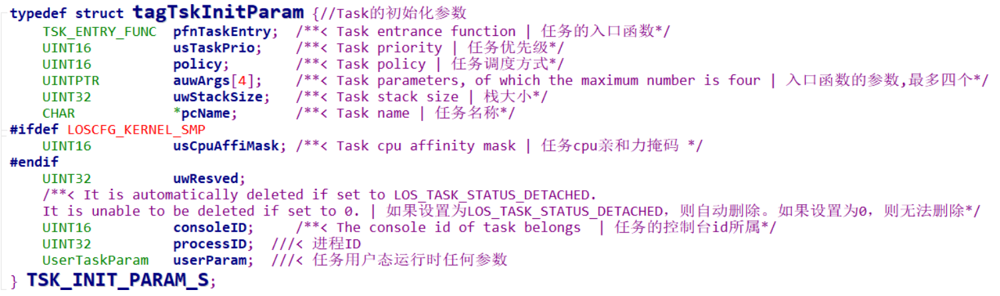 typedef struct tagTskInitParam {//Task的初始化参数
TSK_ENTRY_FUNC pfnTaskEntry; /**< Task entrance function | 任务的入口函数*/
UINT16 usTaskPrio; /**< Task priority | 任务优先级*/
UINT16 policy; /**< Task policy | 任务调度方式*/
UINTPTR auwArgs[4]; /**< Task parameters, of which the maximum number is four | 入口函数的参数,最多四个*/
UINT32 uwStackSize; /**< Task stack size | 栈大小*/
CHAR *pcName; /**< Task name | 任务名称*/
#ifdef LOSCFG_KERNEL_SMP
UINT16 usCpuAffiMask; /**< Task cpu affinity mask | 任务cpu亲和力掩码 */
#endif
UINT32 uwResved;
/**< It is automatically deleted if set to LOS_TASK_STATUS_DETACHED.
It is unable to be deleted if set to 0. | 如果设置为LOS_TASK_STATUS_DETACHED，则自动删除。如果设置为0，则无法删除*/
UINT16 consoleID; /**< The console id of task belongs | 任务的控制台id所属*/
UINT32 processID; ///< 进程ID
UserTaskParam userParam; ///< 任务用户态运行时任何参数
} TSK_INIT_PARAM_S;